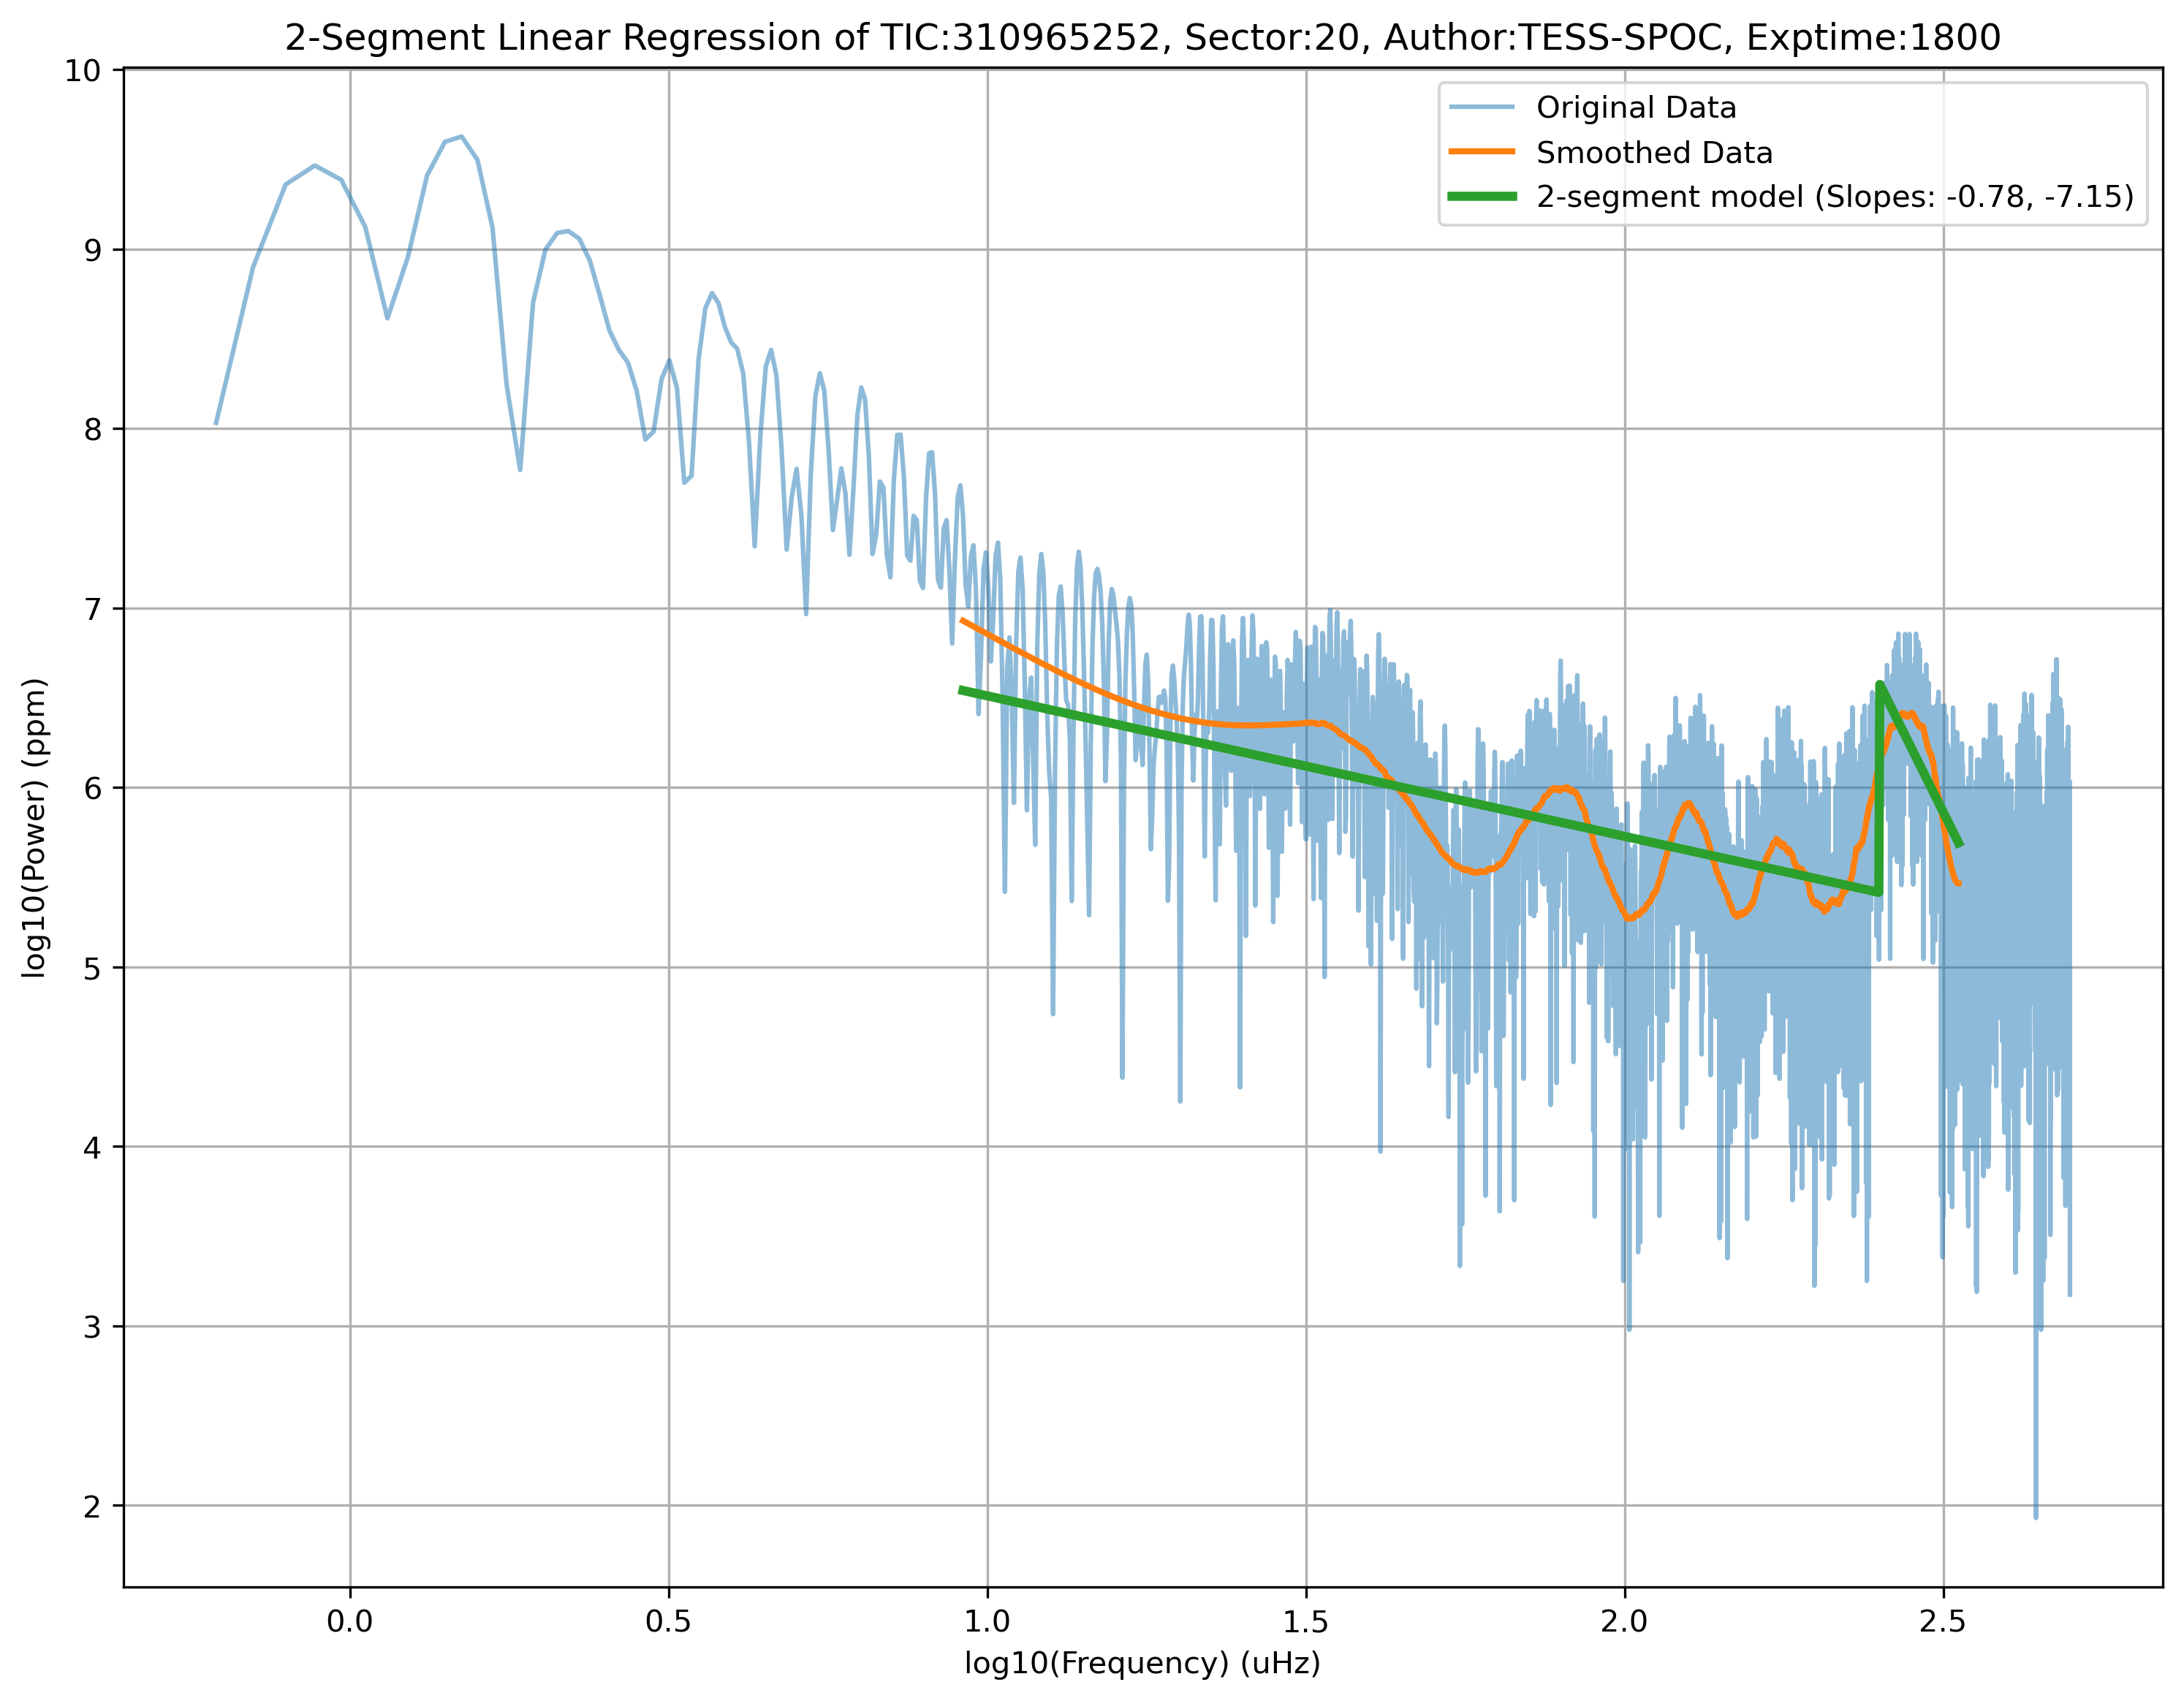 2-Segment Linear Regression of TIC:310965252, Sector:20, Author:TESS-SPOC, Exptime:1800
Original Data
Smoothed Data
2-segment model (Slopes: -0.78, -7.15)
log10(Power) (ppm)
10
9
8
7
6
5
4
3
2
0.0 0.5 1.0 1.5 2.0 2.5
log10(Frequency) (uHz)